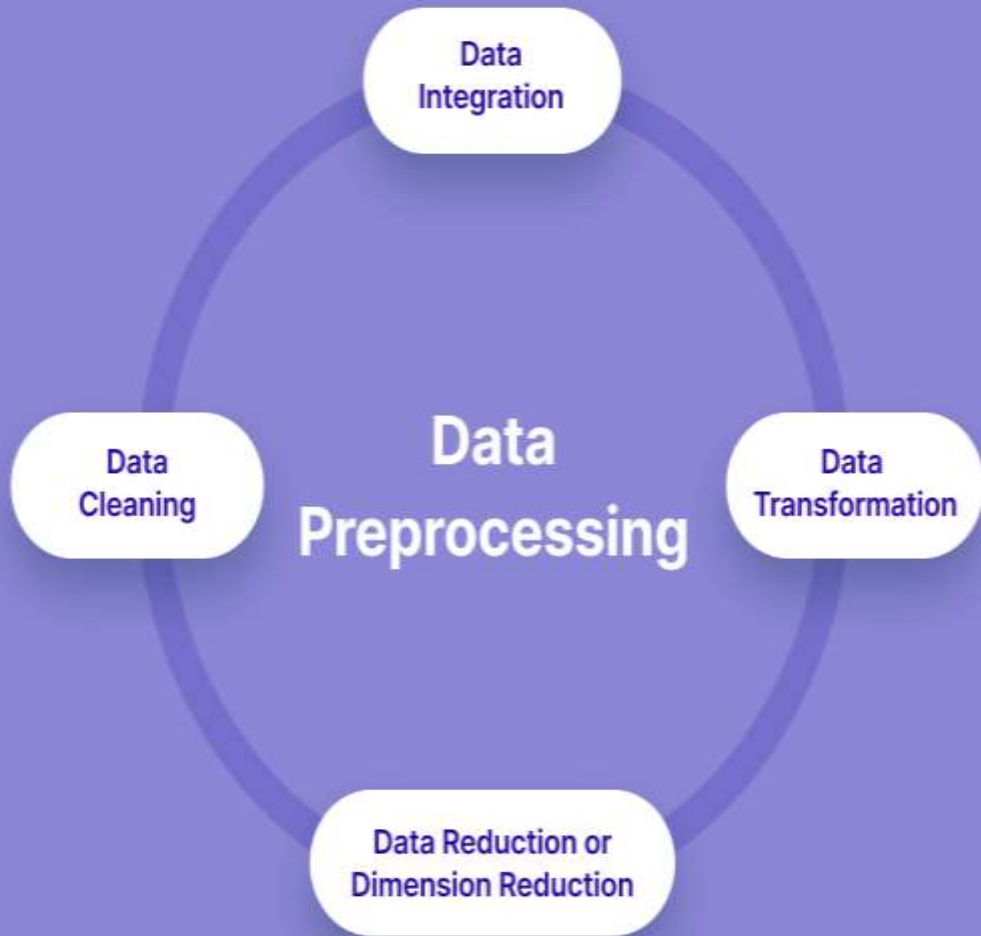 Data
Integration
Data
Cleaning
Data
Preprocessing
Data
Transformation
Data Reduction or
Dimension Reduction